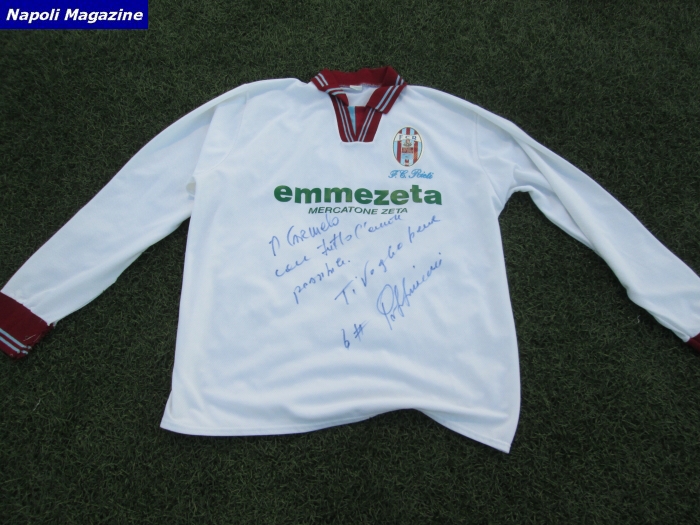 Napoli Magazine
F.C. Rieti
emmezeta
MERCATONE ZETA
A Carmelo
con tutto l'amore
possibile.
Ti voglio bene
6#